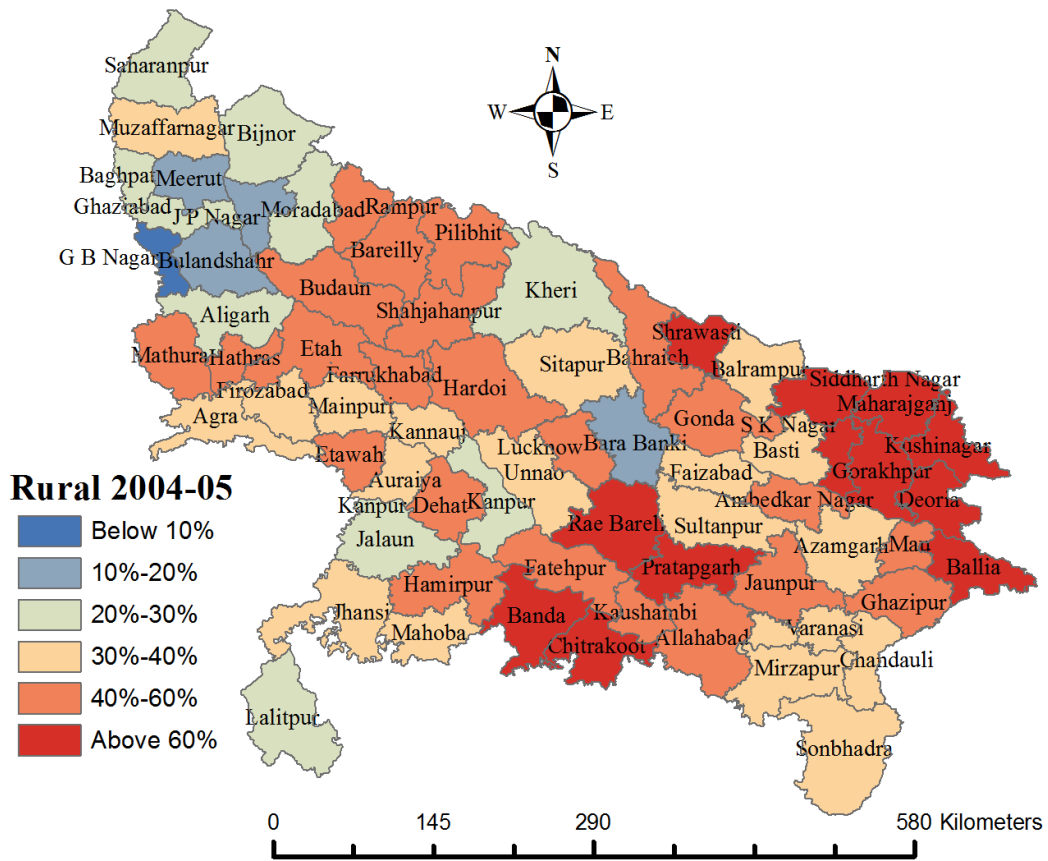 N
W
E
S
Saharanpur
Muzaffarnagar
Bijnor
Baghpat
Meerut
Ghaziabad
J P Nagar
Moradabad
Rampur
G B Nagar
Bulandshahr
Bareilly
Pilibhit
Budaun
Shahjahanpur
Kheri
Aligarh
Mathura
Hathras
Etah
Farrukhabad
Hardoi
Sitapur
Bahraich
Shrawasti
Balrampur
Siddharth Nagar
Maharajganj
Firozabad
Agra
Mainpuri
Kannauj
Lucknow
Unnao
Bara Banki
Gonda
S K Nagar
Basti
Kushinagar
Gorakhpar
Deoria
Etawah
Auraiya
Faizabad
Ambedkar Nagar
Kanpur
Dehat
Kanpur
Jalaun
Rae Bareli
Sultanpur
Azamgarh
Mau
Ballia
Hamirpur
Fatehpur
Pratapgarh
Jaunpur
Ghazipur
Jhansi
Mahoba
Banda
Kaushambi
Chitrakoot
Allahabad
Varanasi
Mirzapur
Chandauli
Lalitpur
Sonbhadra
Rural 2004-05
Below 10%
10%-20%
20%-30%
30%-40%
40%-60%
Above 60%
0 145 290 580 Kilometers